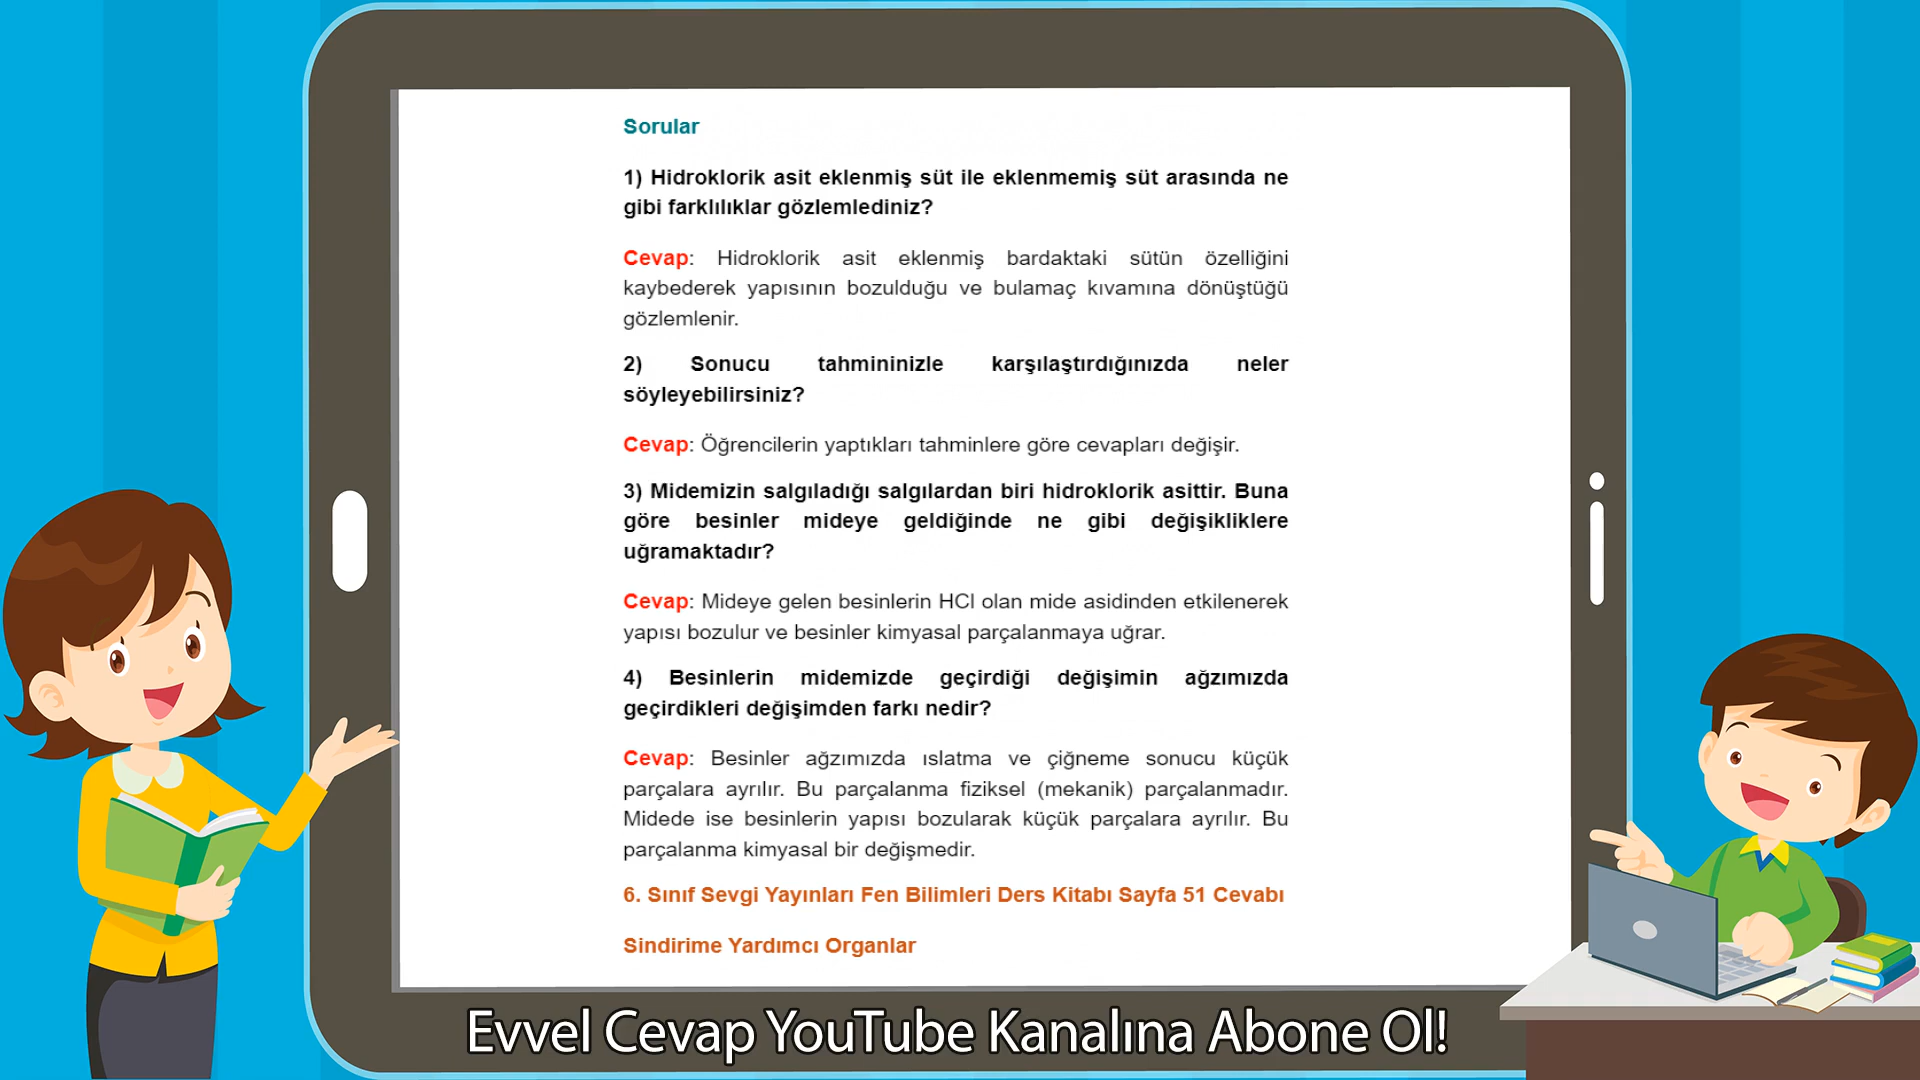 Sorular
1) Hidroklorik asit eklenmiş süt ile eklenmemiş süt arasında ne
gibi farklılıklar gözlemlediniz?
Cevap: Hidroklorik asit eklenmiş bardaktaki sütün özelliğini
kaybederek yapısının bozulduğu ve bulamaç kıvamına dönüştüğü
gözlemlenir.
2) Sonucu tahmininizle karşılaştırdığınızda neler
söyleyebilirsiniz?
Cevap: Öğrencilerin yaptıkları tahminlere göre cevapları değişir.
3) Midemizin salgıladığı salgılardan biri hidroklorik asittir. Buna
göre besinler mideye geldiğinde ne gibi değişikliklere
uğramaktadır?
Cevap: Mideye gelen besinlerin HCl olan mide asidinden etkilenerek
yapısı bozulur ve besinler kimyasal parçalanmaya uğrar.
4) Besinlerin midemizde geçirdiği değişimin ağzımızda
geçirdikleri değişimden farkı nedir?
Cevap: Besinler ağzımızda ıslatma ve çiğneme sonucu küçük
parçalara ayrılır. Bu parçalanma fiziksel (mekanik) parçalanmadır.
Midede ise besinlerin yapısı bozularak küçük parçalara ayrılır. Bu
parçalanma kimyasal bir değişmedir.
6. Sınıf Sevgi Yayınları Fen Bilimleri Ders Kitabı Sayfa 51 Cevabı
Sindirime Yardımcı Organlar
Evvel Cevap YouTube Kanalına Abone Ol!